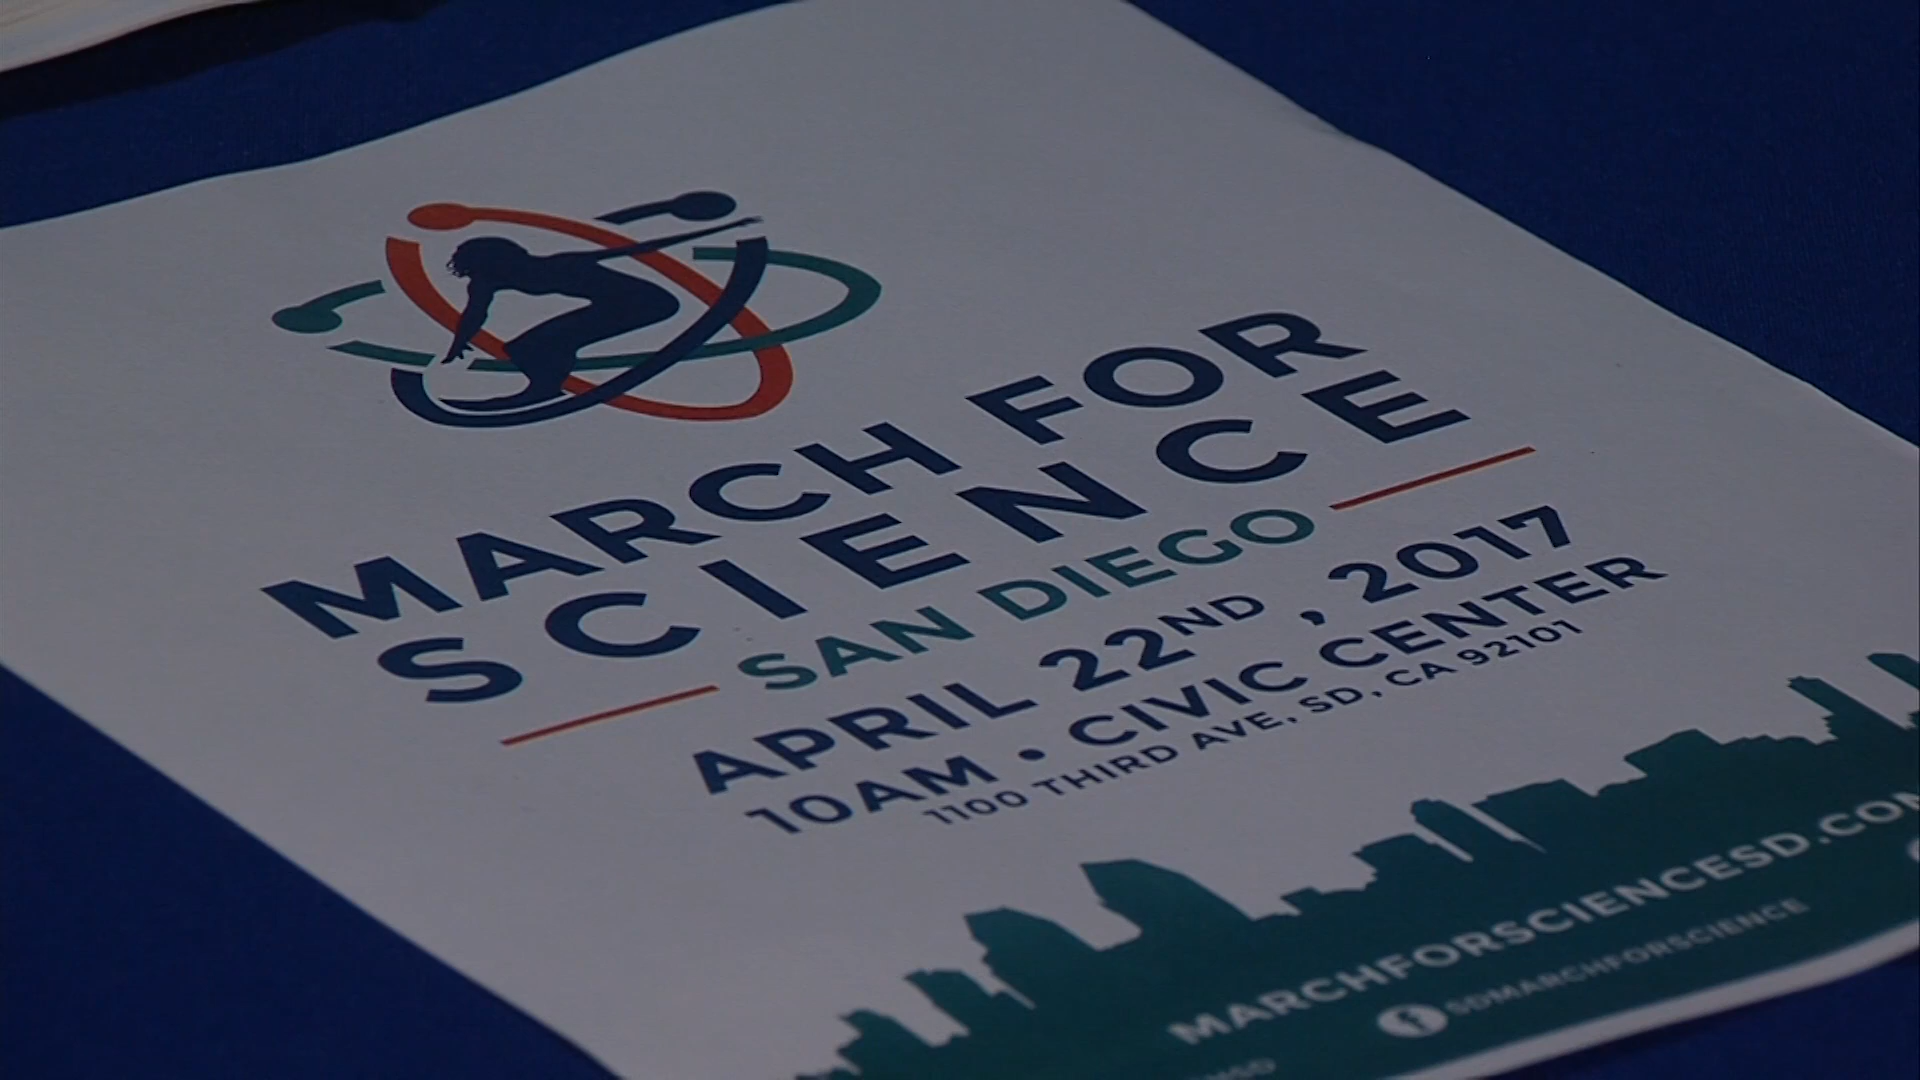 MARCH FOR
SCIENCE
SAN DIEGO
APRIL 22ND, 2017
10AM • CIVIC CENTER
1100 THIRD AVE, SD, CA 92101
MARCHFORSCIENCESD.COM
SDMARCHFORSCIENCE